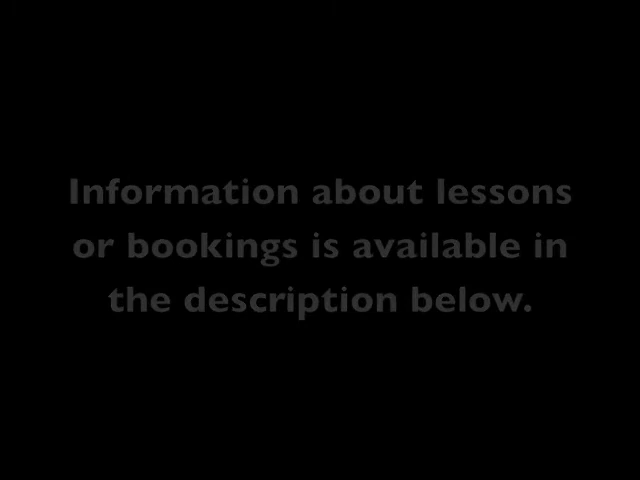 Information about lessons
or bookings is available in
the description below.